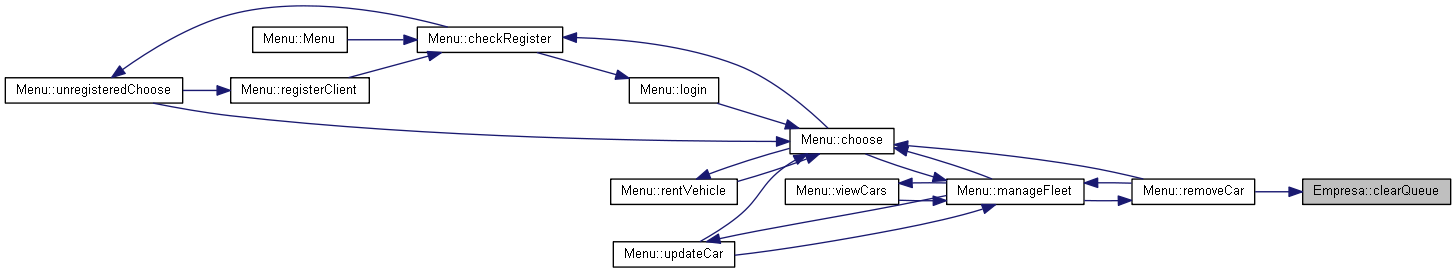 Menu::Menu
Menu::checkRegister
Menu::unregisteredChoose
Menu::registerClient
Menu::login
Menu::choose
Menu::rentVehicle
Menu::viewCars
Menu::manageFleet
Menu::removeCar
Empresa::clearQueue
Menu::updateCar